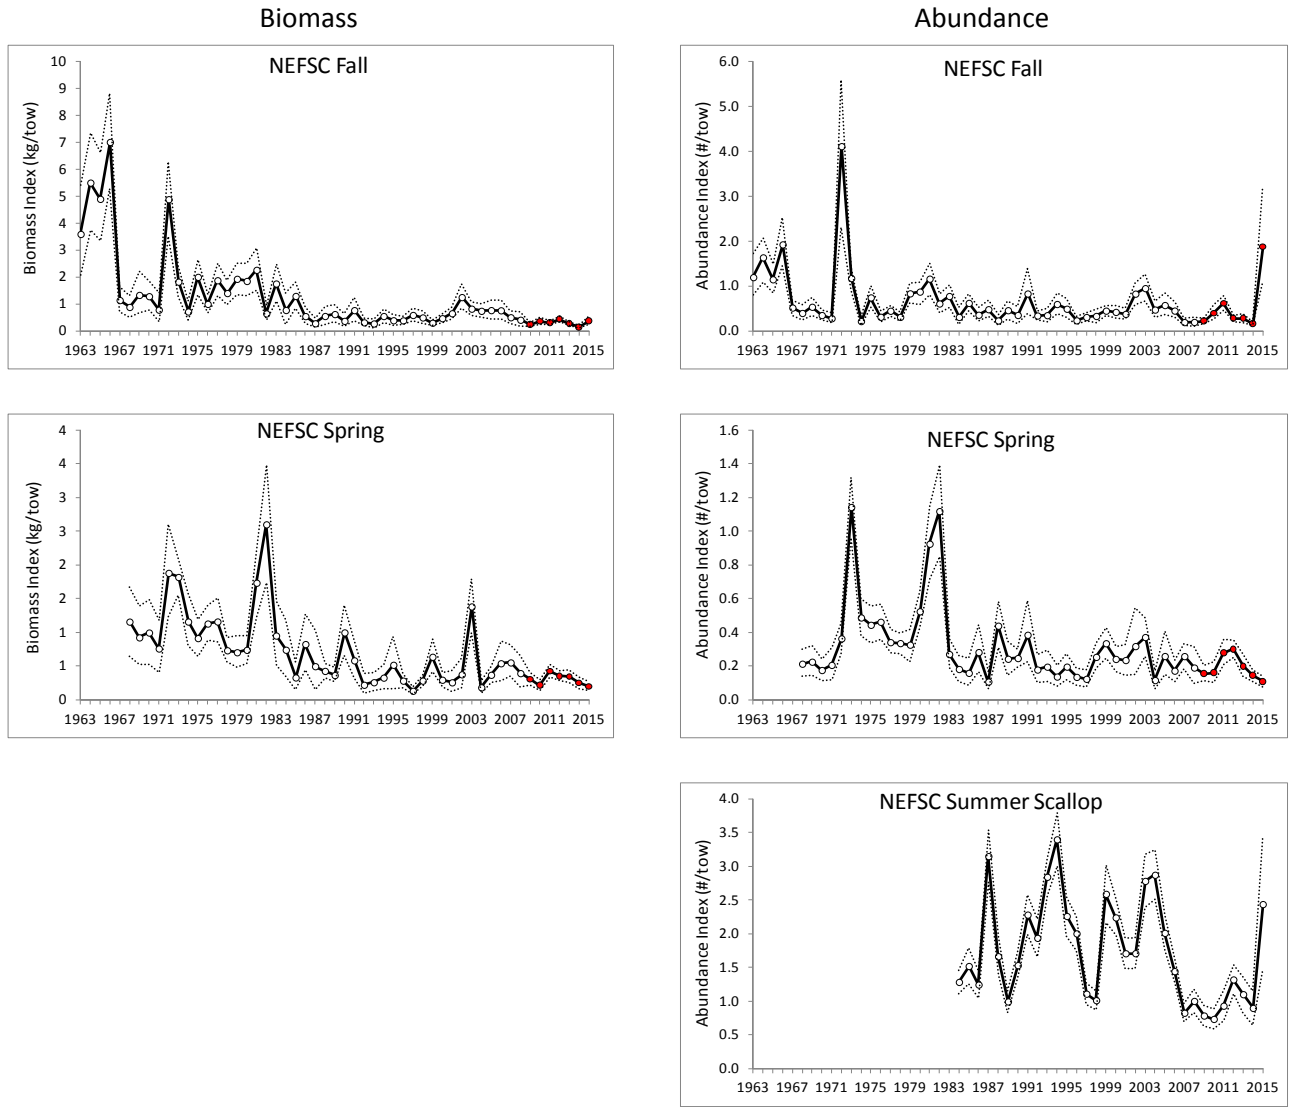 Biomass
Abundance
NEFSC Fall
Biomass Index (kg/tow)
10
9
8
7
6
5
4
3
2
1
0
1963 1967 1971 1975 1979 1983 1987 1991 1995 1999 2003 2007 2011 2015
NEFSC Fall
Abundance Index (#/tow)
6.0
5.0
4.0
3.0
2.0
1.0
0.0
1963 1967 1971 1975 1979 1983 1987 1991 1995 1999 2003 2007 2011 2015
NEFSC Spring
Biomass Index (kg/tow)
4
4
3
3
2
2
1
1
0
1963 1967 1971 1975 1979 1983 1987 1991 1995 1999 2003 2007 2011 2015
NEFSC Spring
Abundance Index (#/tow)
1.6
1.4
1.2
1.0
0.8
0.6
0.4
0.2
0.0
1963 1967 1971 1975 1979 1983 1987 1991 1995 1999 2003 2007 2011 2015
NEFSC Summer Scallop
Abundance Index (#/tow)
4.0
3.5
3.0
2.5
2.0
1.5
1.0
0.5
0.0
1963 1967 1971 1975 1979 1983 1987 1991 1995 1999 2003 2007 2011 2015